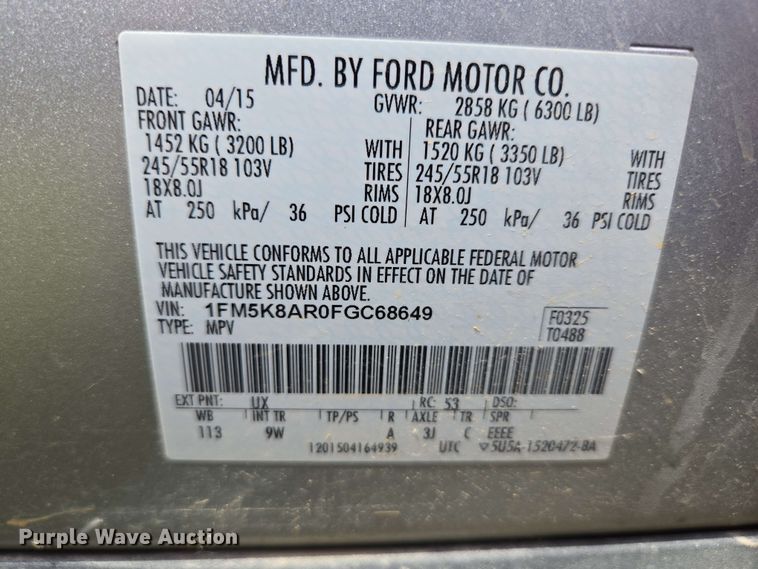 MFD. BY FORD MOTOR CO.
DATE: 04/15 GVWR: 2858 KG ( 6300 LB)
FRONT GAWR: REAR GAWR:
1452 KG ( 3200 LB) WITH 1520 KG ( 3350 LB) WITH
245/55R18 103V TIRES 245/55R18 103V TIRES
18X8.0J RIMS 18X8.0J RIMS
AT 250 kPa/ 36 PSI COLD AT 250 kPa/ 36 PSI COLD
THIS VEHICLE CONFORMS TO ALL APPLICABLE FEDERAL MOTOR
VEHICLE SAFETY STANDARDS IN EFFECT ON THE DATE OF
MANUFACTURE SHOWN ABOVE.
VIN: 1FM5K8AR0FGC68649 F0325
TYPE: MPV T0488
EXT PNT: UX RC: 53 DSO:
WB INT TR TP/PS R AXLE TR SPR
113 9W A 3J C EEEE
1201504164939 UTC 5U5A-1520472-BA
Purple Wave Auction